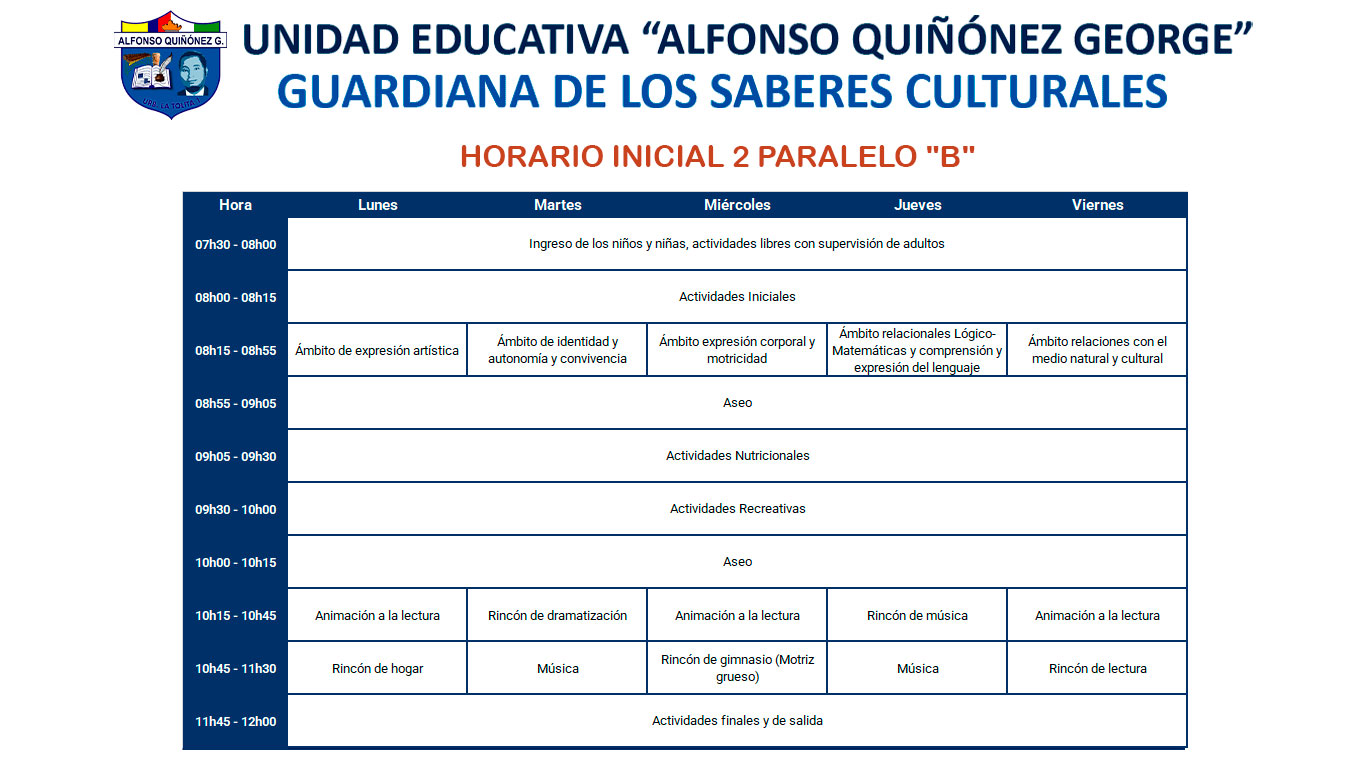 ALFONSO QUIÑÓNEZ G.
URB. LA TOLITA 1
UNIDAD EDUCATIVA “ALFONSO QUIÑÓNEZ GEORGE”
GUARDIANA DE LOS SABERES CULTURALES
HORARIO INICIAL 2 PARALELO "B"
Hora Lunes Martes Miércoles Jueves Viernes
07h30 - 08h00 Ingreso de los niños y niñas, actividades libres con supervisión de adultos
08h00 - 08h15 Actividades Iniciales
08h15 - 08h55
Ámbito de expresión artística
Ámbito de identidad y
autonomía y convivencia
Ámbito expresión corporal y
motricidad
Ámbito relacionales Lógico-
Matemáticas y comprensión y
expresión del lenguaje
Ámbito relaciones con el
medio natural y cultural
08h55 - 09h05 Aseo
09h05 - 09h30 Actividades Nutricionales
09h30 - 10h00 Actividades Recreativas
10h00 - 10h15 Aseo
10h15 - 10h45 Animación a la lectura Rincón de dramatización Animación a la lectura Rincón de música Animación a la lectura
10h45 - 11h30
Rincón de hogar
Música
Rincón de gimnasio (Motriz
grueso)
Música
Rincón de lectura
11h45 - 12h00 Actividades finales y de salida